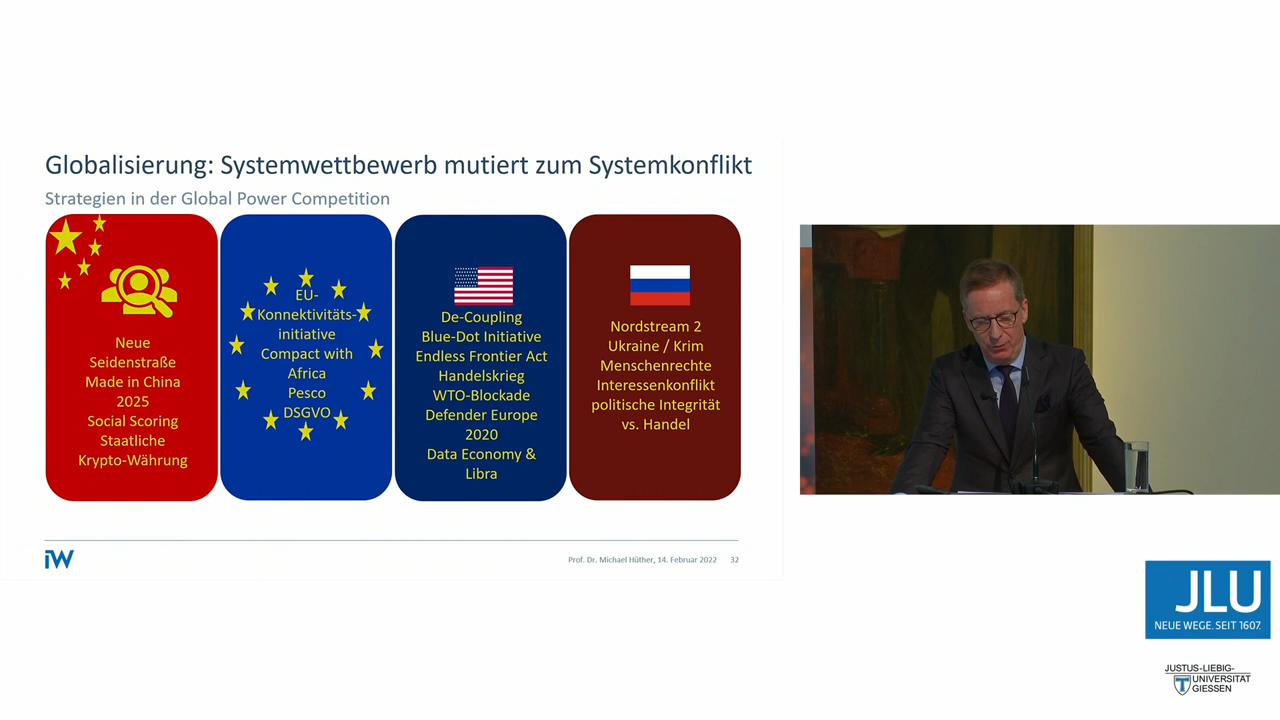 Globalisierung: Systemwettbewerb mutiert zum Systemkonflikt
Strategien in der Global Power Competition
Neue
Seidenstraße
Made in China
2025
Social Scoring
Staatliche
Krypto-Währung
EU-
Konnektivitäts-
initiative
Compact with
Africa
Pesco
DSGVO
De-Coupling
Blue-Dot Initiative
Endless Frontier Act
Handelskrieg
WTO-Blockade
Defender Europe
2020
Data Economy &
Libra
Nordstream 2
Ukraine / Krim
Menschenrechte
Interessenkonflikt
politische Integrität
vs. Handel
iW
Prof. Dr. Michael Hüther, 14. Februar 2022 32
JLU
NEUE WEGE. SEIT 1607.
JUSTUS-LIEBIG-
UNIVERSITÄT
GIESSEN